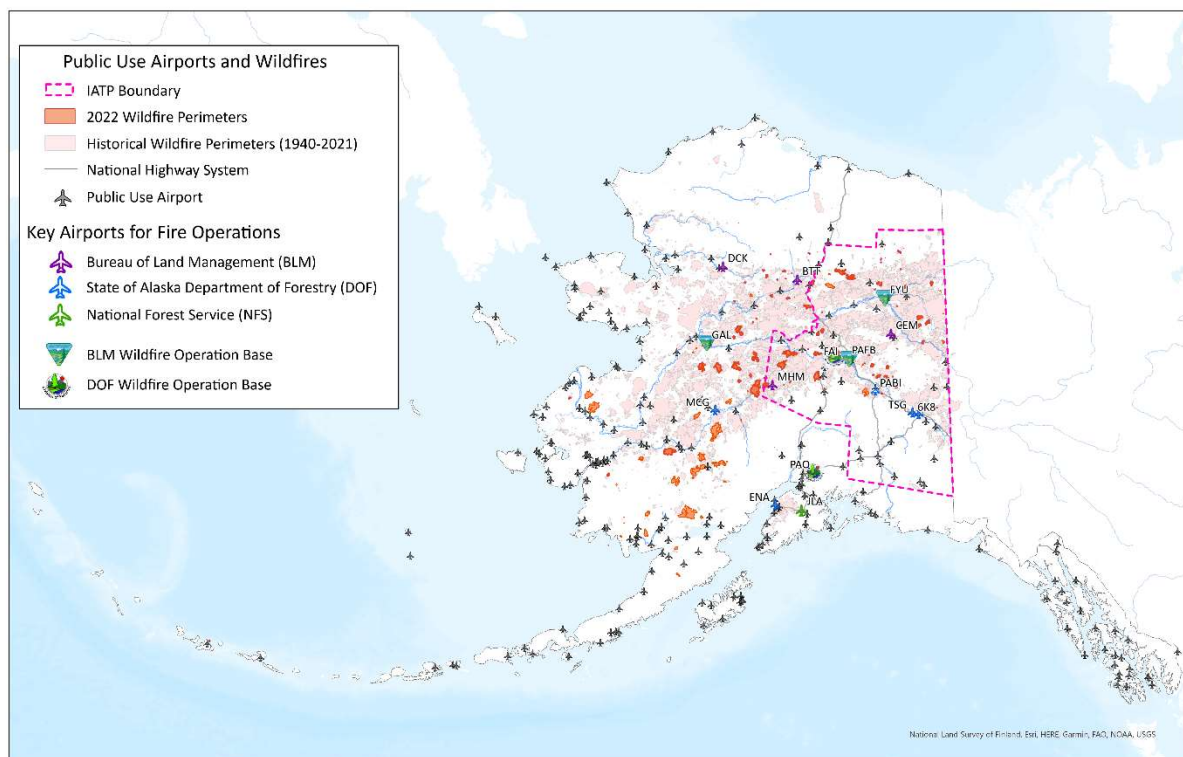 Public Use Airports and Wildfires
IATP Boundary
2022 Wildfire Perimeters
Historical Wildfire Perimeters (1940-2021)
National Highway System
Public Use Airport
Key Airports for Fire Operations
Bureau of Land Management (BLM)
State of Alaska Department of Forestry (DOF)
National Forest Service (NFS)
BLM Wildfire Operation Base
DOF Wildfire Operation Base
DCK
BTT
FYU
CEM
GAL
FAI
PAFB
MHM
PABI
MCG
TSG
6K8
PAQ
ENA
JLA
National Land Survey of Finland, Esri, HERE, Garmin, FAO, NOAA, USGS